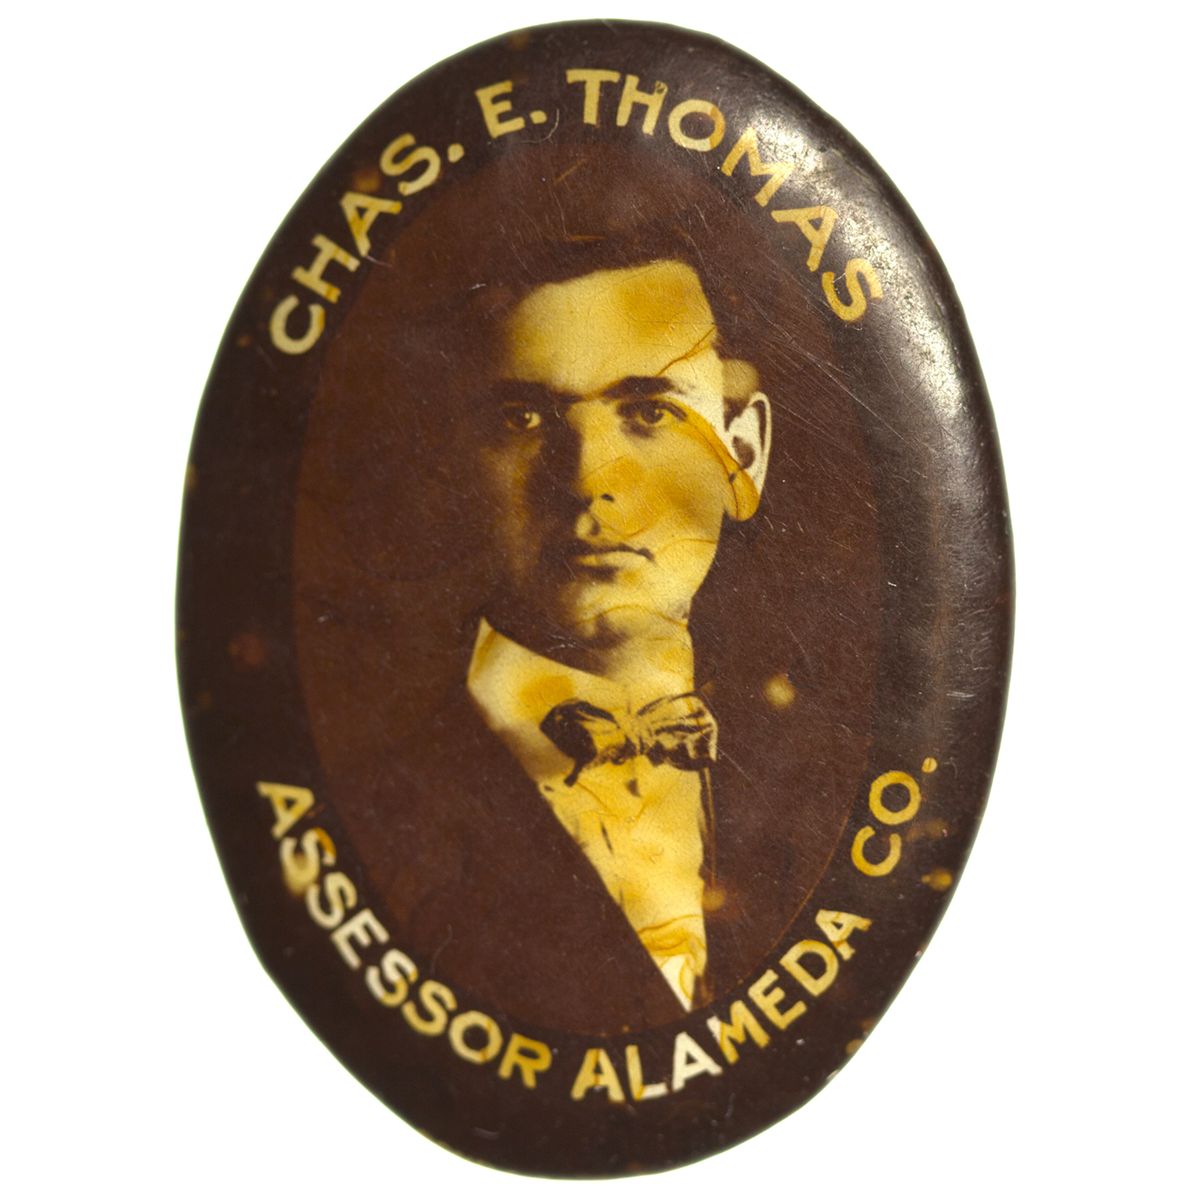 CHAS. E. THOMAS
ASSESSOR ALAMEDA CO.